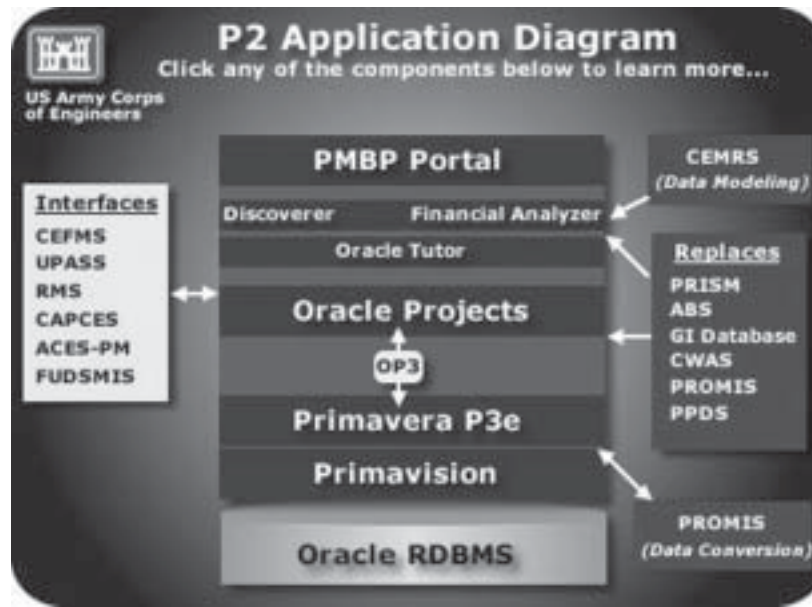 P2 Application Diagram
Click any of the components below to learn more...
US Army Corps
of Engineers
PMBP Portal
Discoverer
Financial Analyzer
Oracle Tutor
Oracle Projects
OP3
Primavera P3e
Primavision
Oracle RDBMS
Interfaces
CEFMS
UPASS
RMS
CAPCES
ACES-PM
FUDSMIS
CEMRS
(Data Modeling)
Replaces
PRISM
ABS
GI Database
CWAS
PROMIS
PPDS
PROMIS
(Data Conversion)